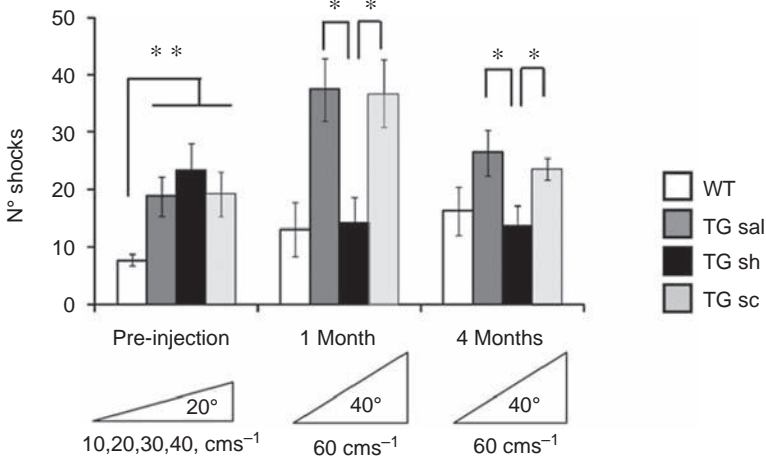 50
40
30
20
10
0
N° shocks
* *
* *
* *
WT
TG sal
TG sh
TG sc
Pre-injection
1 Month
4 Months
20°
40°
40°
10,20,30,40, cms⁻¹
60 cms⁻¹
60 cms⁻¹